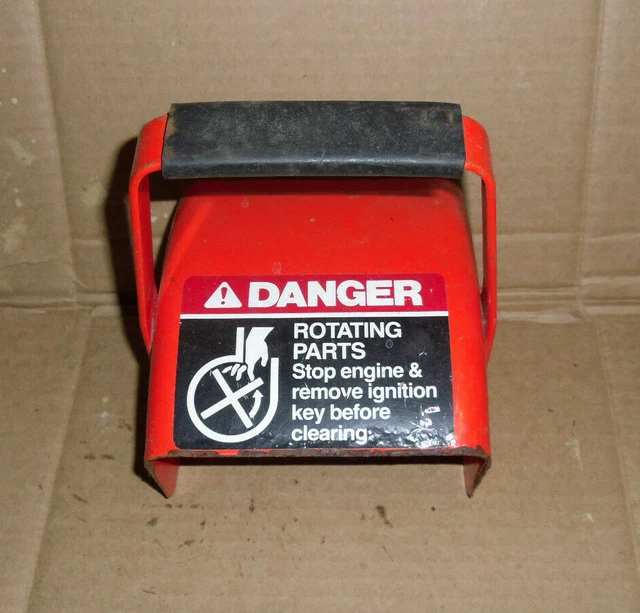 DANGER
ROTATING
PARTS
Stop engine &
remove ignition
key before
clearing.